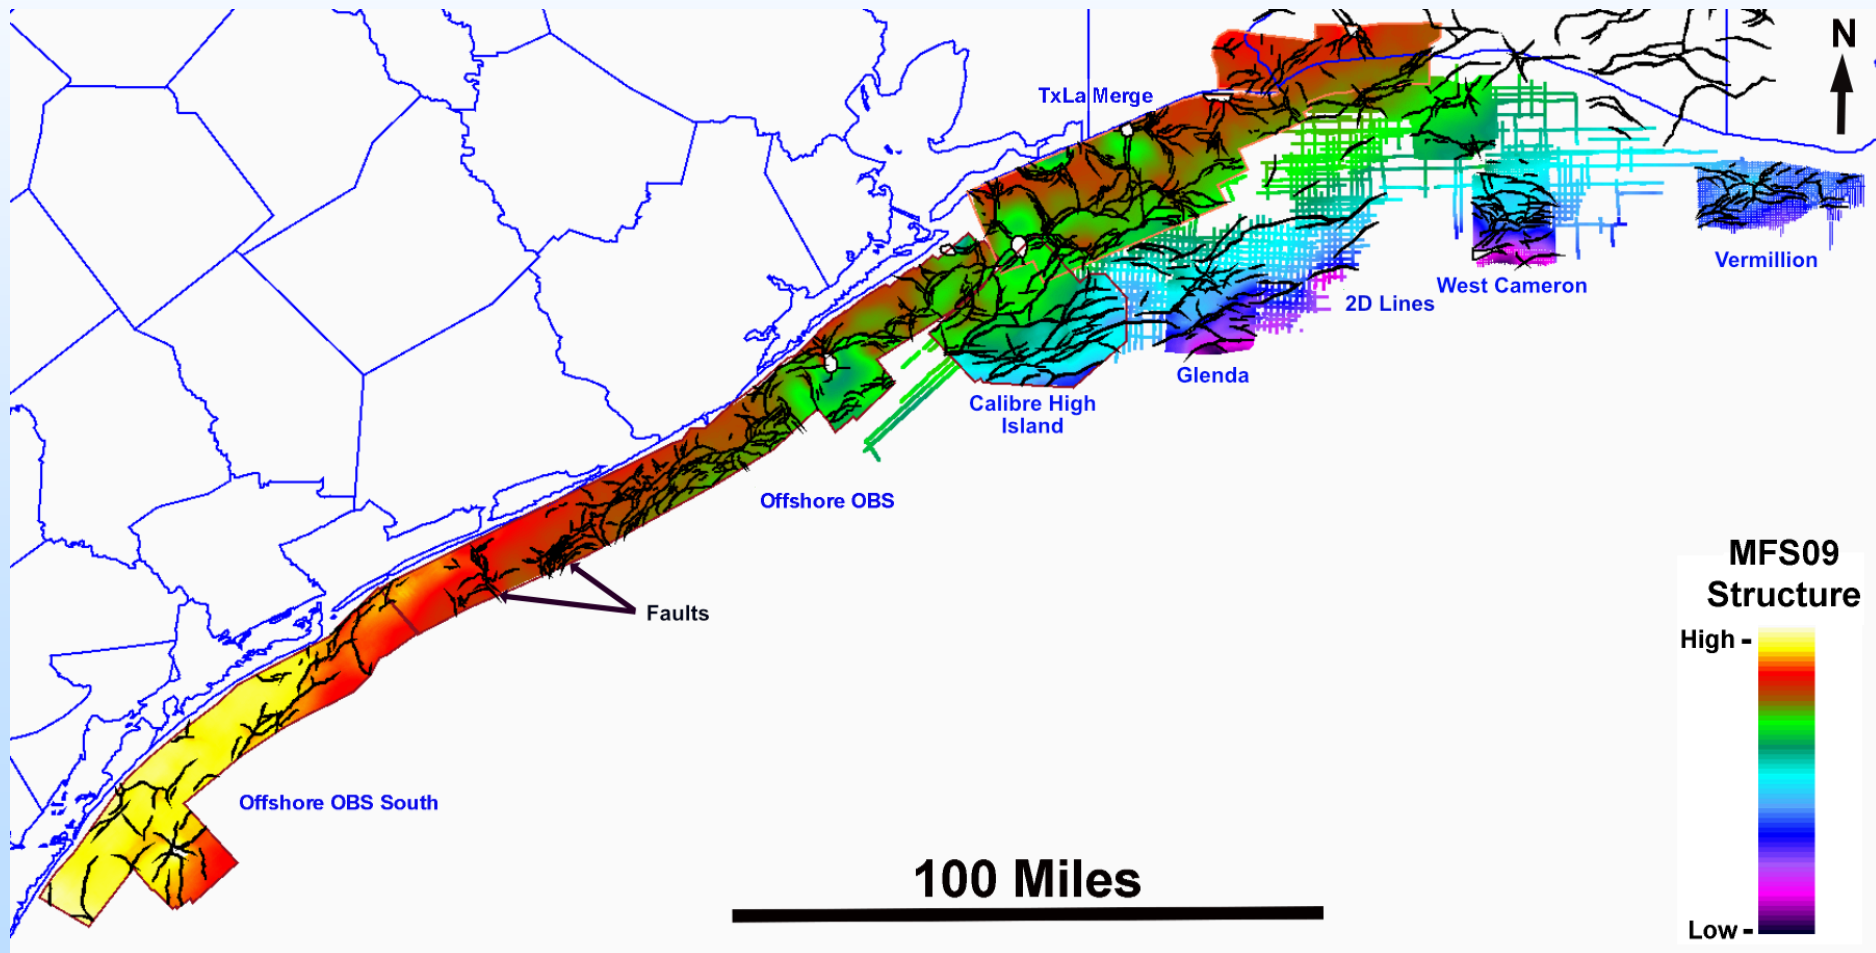 N
TxLa Merge
Vermillion
West Cameron
2D Lines
Glenda
Calibre High
Island
Offshore OBS
MFS09
Structure
Faults
High -
Offshore OBS South
100 Miles
Low -